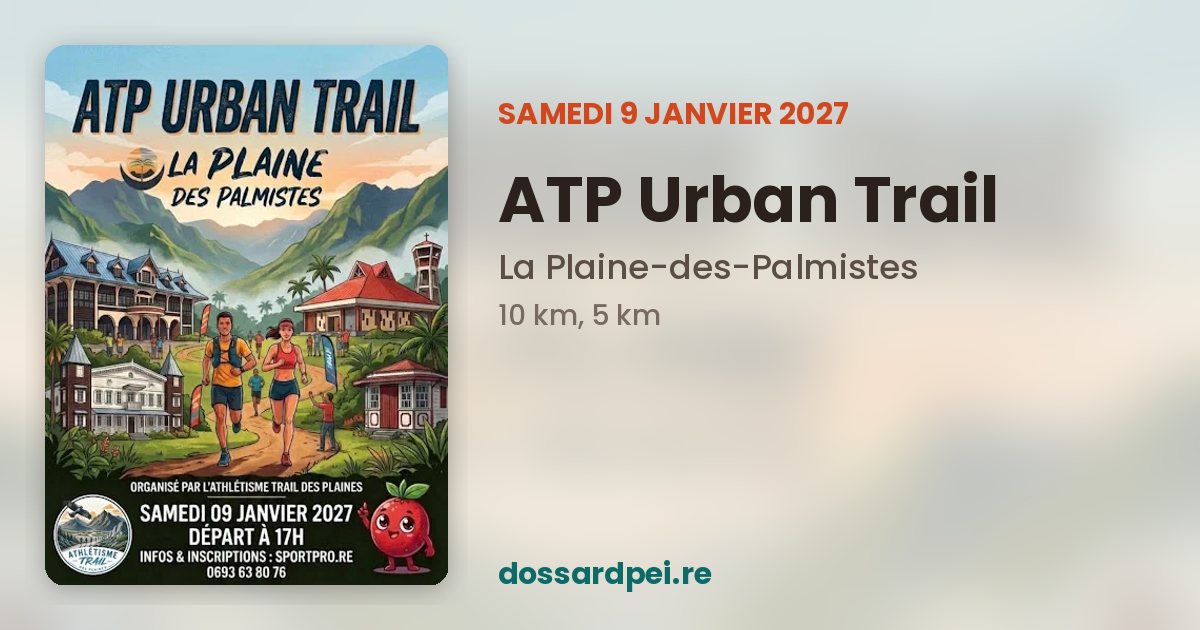 ATP URBAN TRAIL
LA PLAINE
DES PALMISTES
ORGANISÉ PAR L'ATHLÉTISME TRAIL DES PLAINES
SAMEDI 09 JANVIER 2027
DÉPART À 17H
INFOS & INSCRIPTIONS : SPORTPRO.RE
0693 63 80 76
ATHLÉTISME
TRAIL
DES PLAINES
SAMEDI 9 JANVIER 2027
ATP Urban Trail
La Plaine-des-Palmistes
10 km, 5 km
dossardpei.re